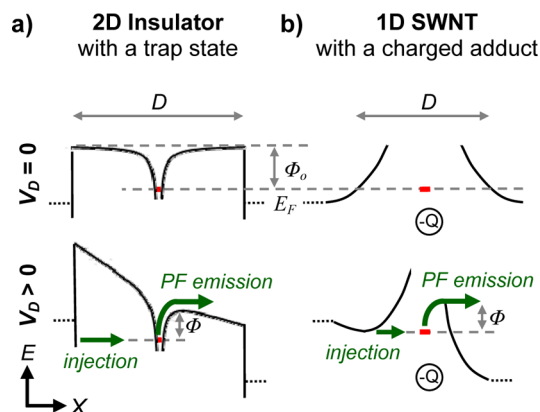 a) 2D Insulator
with a trap state
b) 1D SWNT
with a charged adduct
D
D
V_D = 0
Φ_o
E_F
-Q
V_D > 0
PF emission
Φ
injection
PF emission
Φ
injection
-Q
E
X